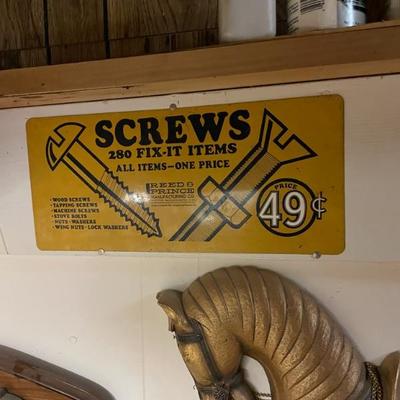 SCREWS
280 FIX-IT ITEMS
ALL ITEMS—ONE PRICE
REED &
PRINCE
MANUFACTURING CO.
PRICE
49¢
• WOOD SCREWS
• TAPPING SCREWS
• MACHINE SCREWS
• STOVE BOLTS
• NUTS - WASHERS
• WING NUTS - LOCK WASHERS